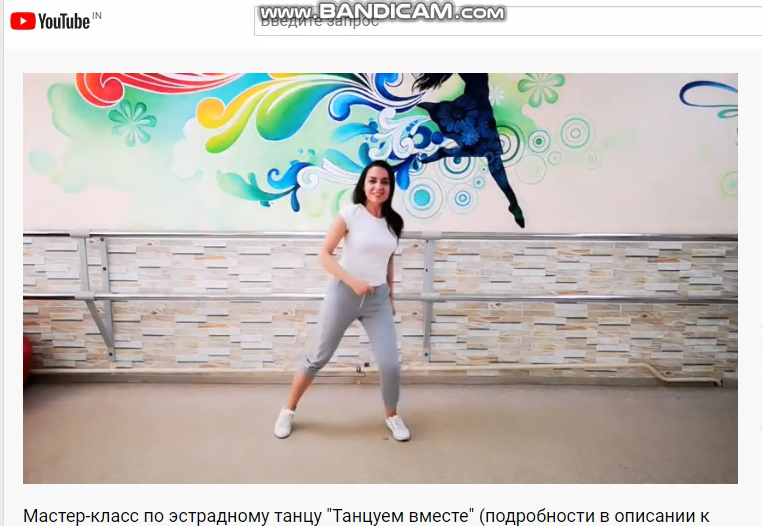 YouTube IN
www.BANDICAM.com
Введите запрос
Мастер-класс по эстрадному танцу "Танцуем вместе" (подробности в описании к